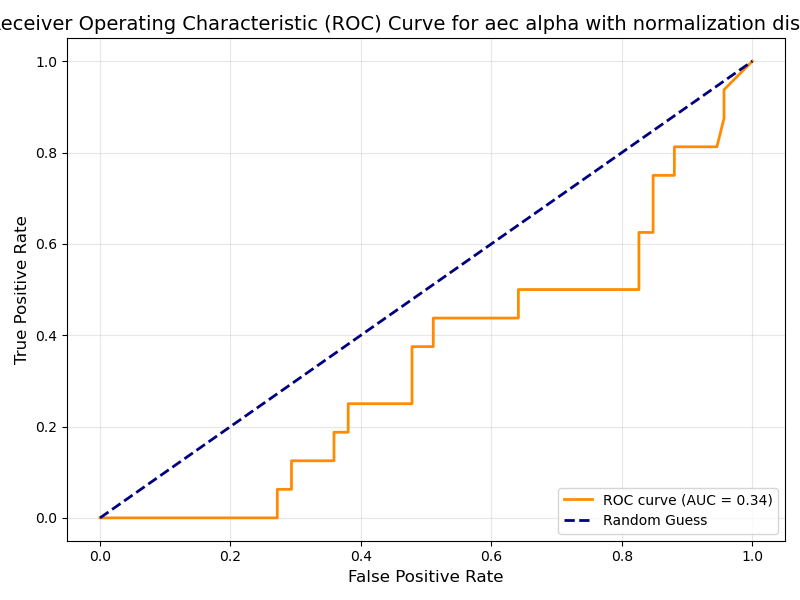 eceiver Operating Characteristic (ROC) Curve for aec alpha with normalization dis
1.0
0.8
0.6
0.4
0.2
0.0
True Positive Rate
ROC curve (AUC = 0.34)
Random Guess
0.0 0.2 0.4 0.6 0.8 1.0
False Positive Rate